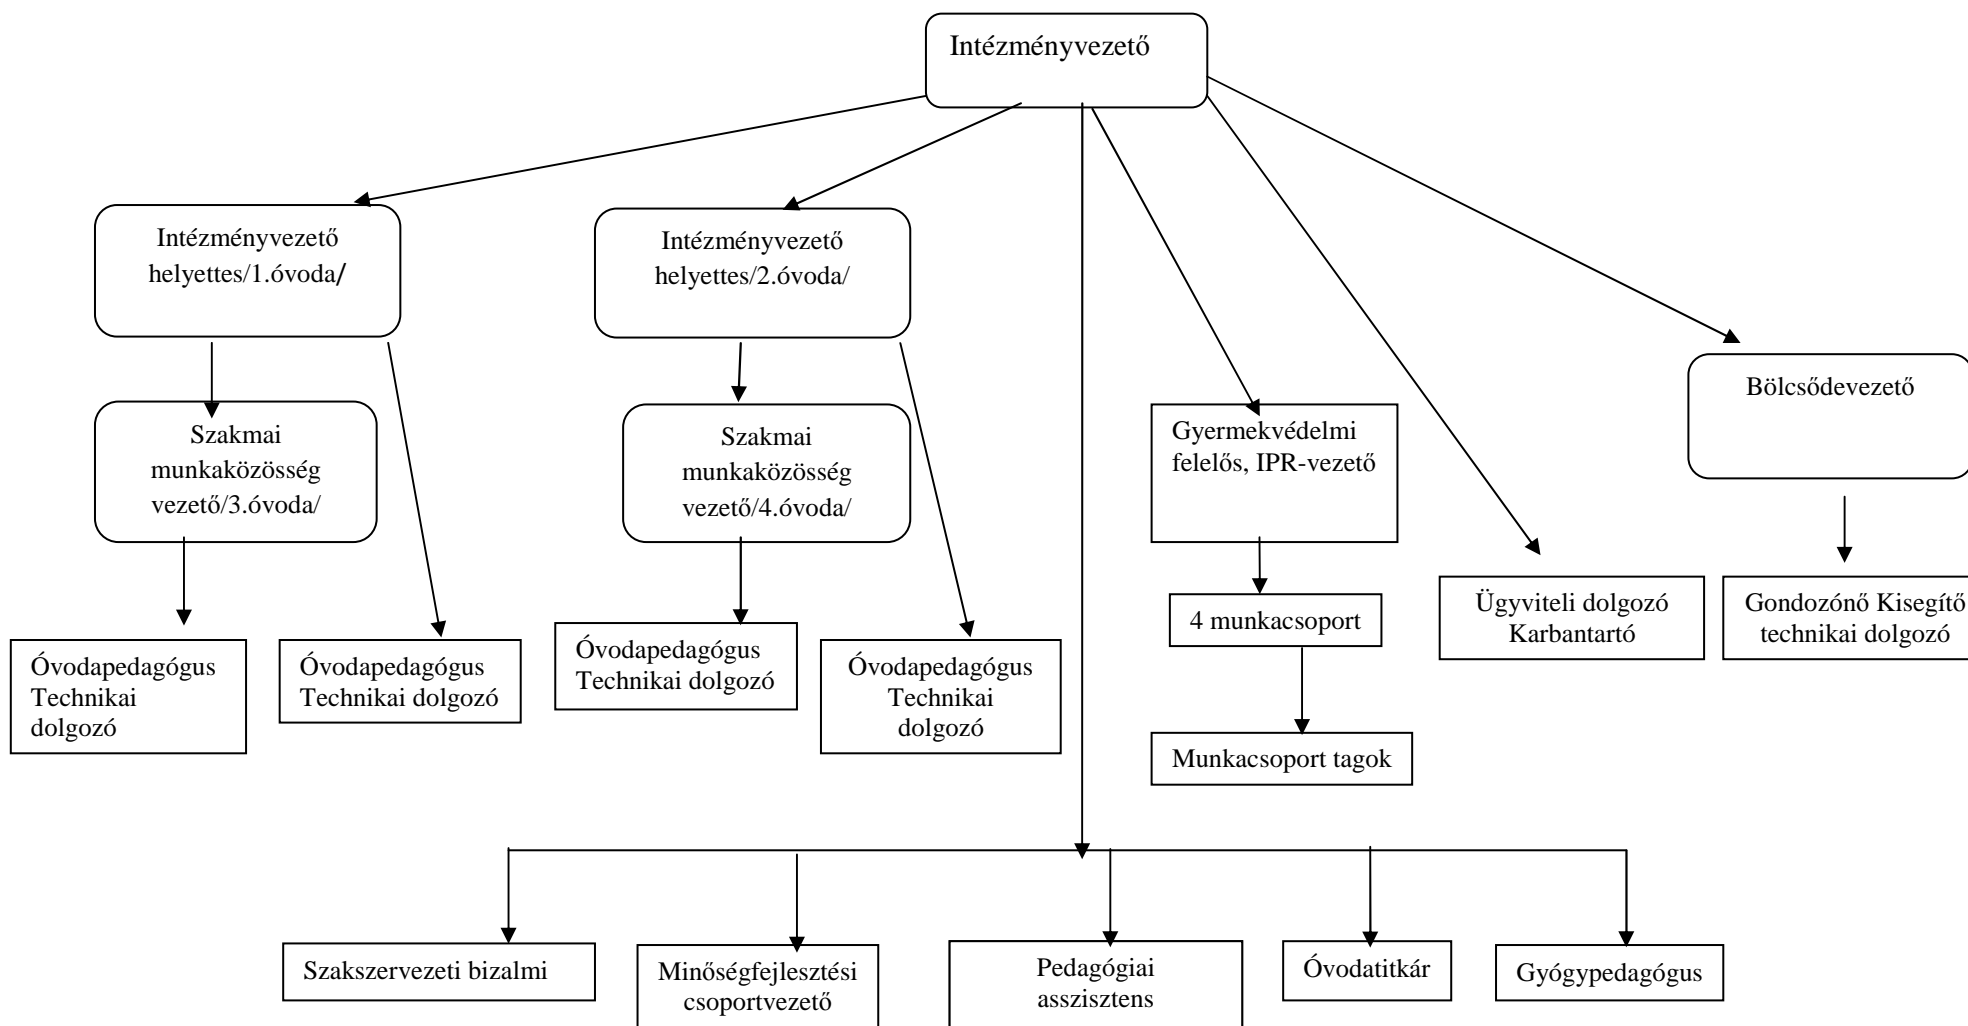 Intézményvezető
Intézményvezető
helyettes/1.óvoda/
Intézményvezető
helyettes/2.óvoda/
Bölcsődevezető
Szakmai
munkaközösség
vezető/3.óvoda/
Szakmai
munkaközösség
vezető/4.óvoda/
Gyermekvédelmi
felelős, IPR-vezető
4 munkacsoport
Ügyviteli dolgozó
Karbantartó
Gondozónő Kisegítő
technikai dolgozó
Óvodapedagógus
Technikai
dolgozó
Óvodapedagógus
Technikai dolgozó
Óvodapedagógus
Technikai dolgozó
Óvodapedagógus
Technikai
dolgozó
Munkacsoport tagok
Szakszervezeti bizalmi
Minőségfejlesztési
csoportvezető
Pedagógiai
asszisztens
Óvodatitkár
Gyógypedagógus